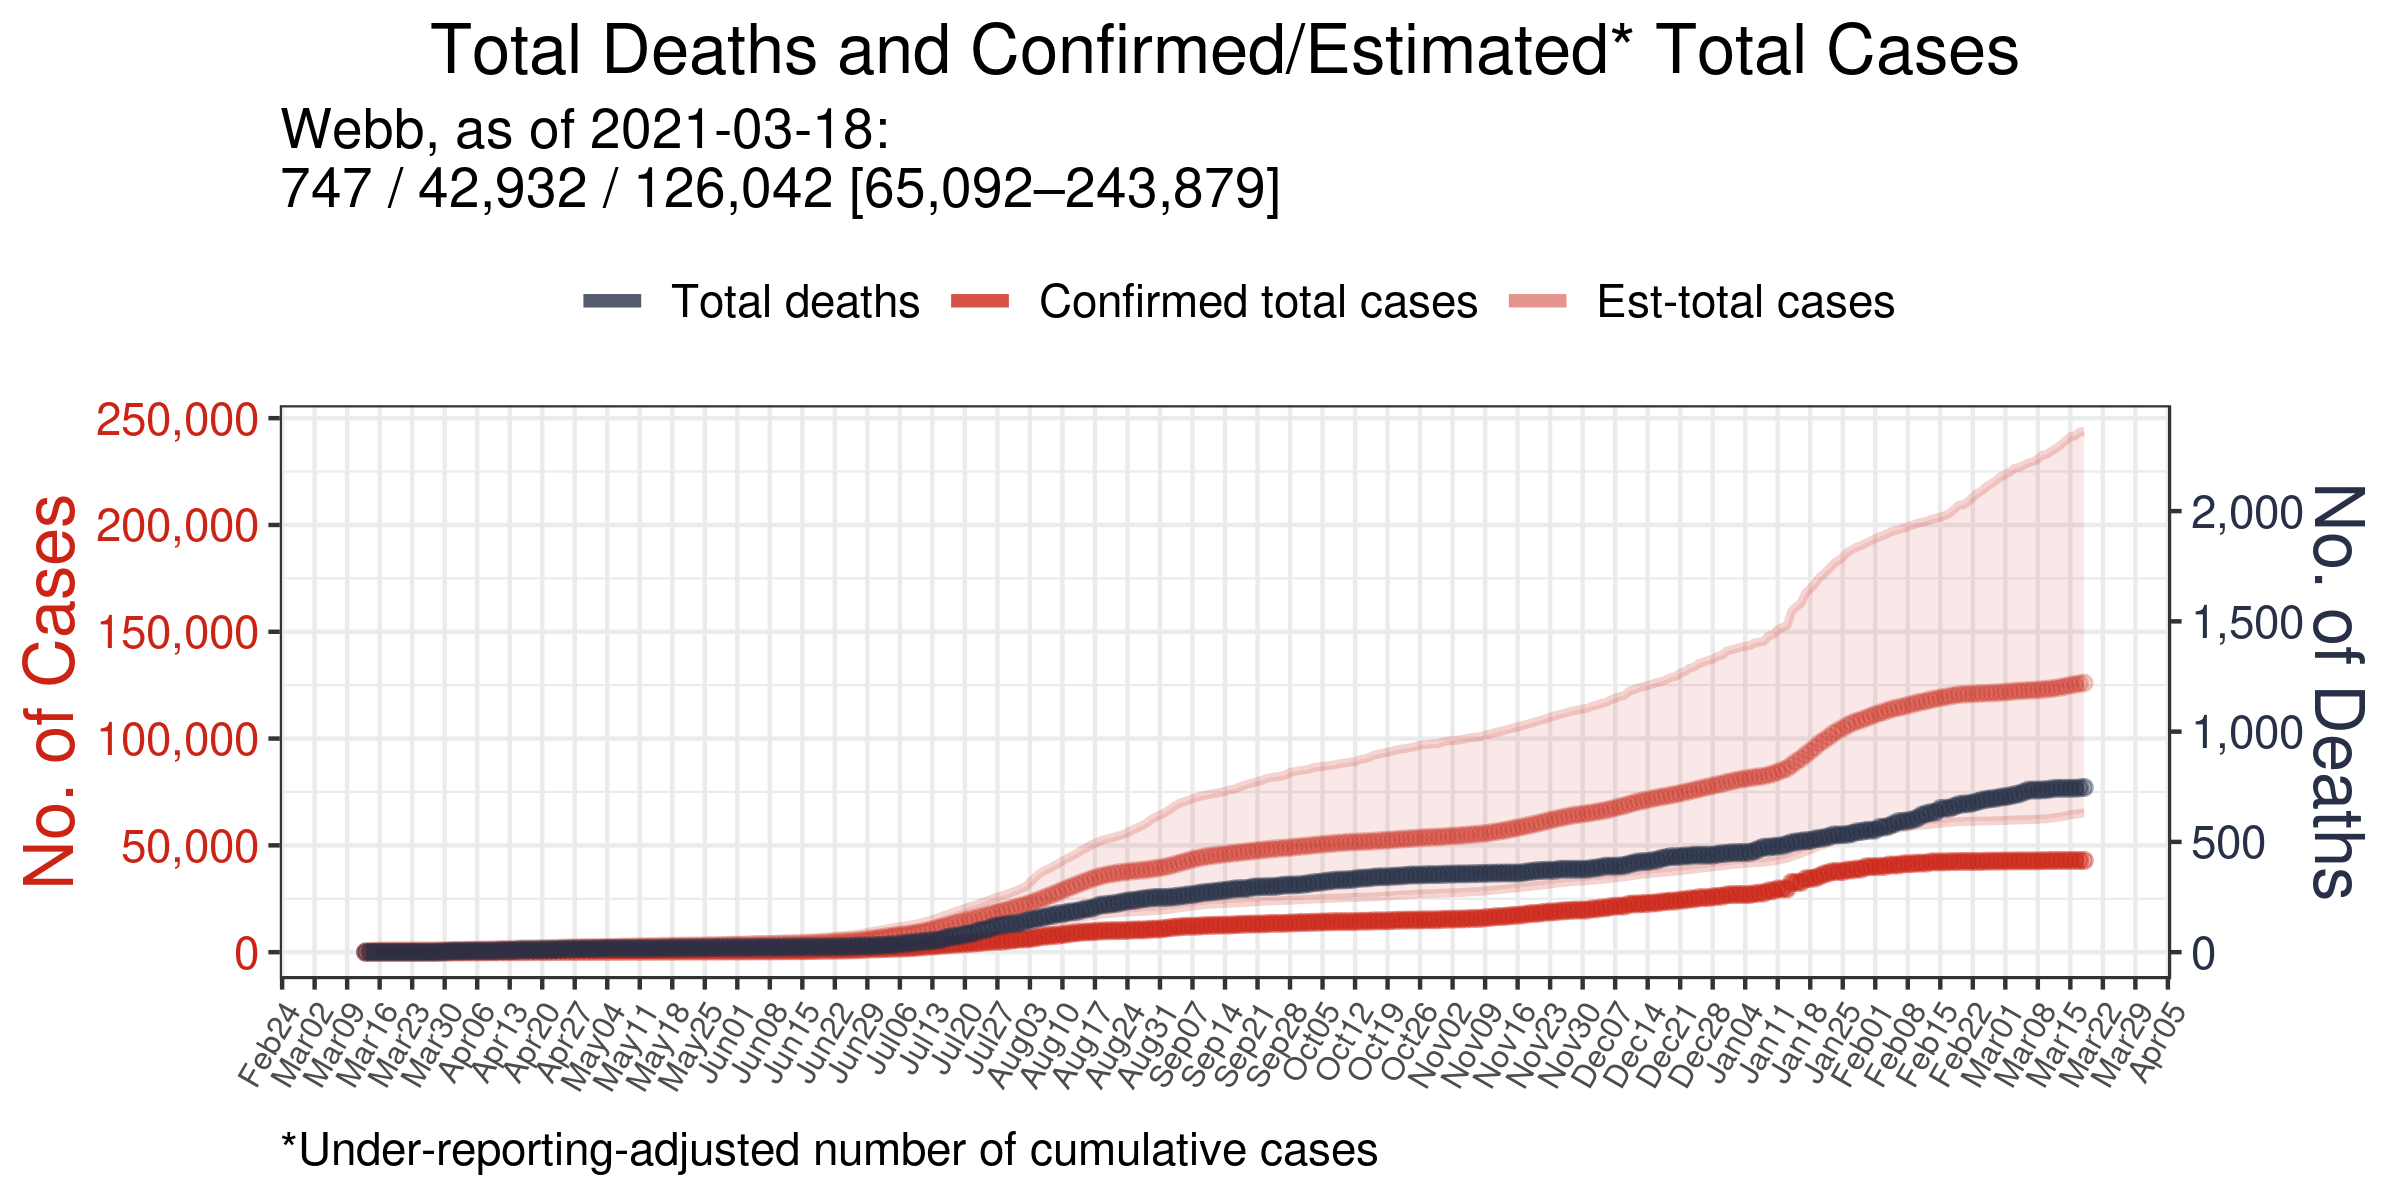 Total Deaths and Confirmed/Estimated* Total Cases
Webb, as of 2021-03-18:
747 / 42,932 / 126,042 [65,092–243,879]
Total deaths
Confirmed total cases
Est-total cases
No. of Cases
250,000
200,000
150,000
100,000
50,000
0
2,000
1,500
1,000
500
0
No. of Deaths
Feb24
Mar02
Mar09
Mar16
Mar23
Mar30
Apr06
Apr13
Apr20
Apr27
May04
May11
May18
May25
Jun01
Jun08
Jun15
Jun22
Jun29
Jul06
Jul13
Jul20
Jul27
Aug03
Aug10
Aug17
Aug24
Aug31
Sep07
Sep14
Sep21
Sep28
Oct05
Oct12
Oct19
Oct26
Nov02
Nov09
Nov16
Nov23
Nov30
Dec07
Dec14
Dec21
Dec28
Jan04
Jan11
Jan18
Jan25
Feb01
Feb08
Feb15
Feb22
Mar01
Mar08
Mar15
Mar22
Mar29
Apr05
*Under-reporting-adjusted number of cumulative cases